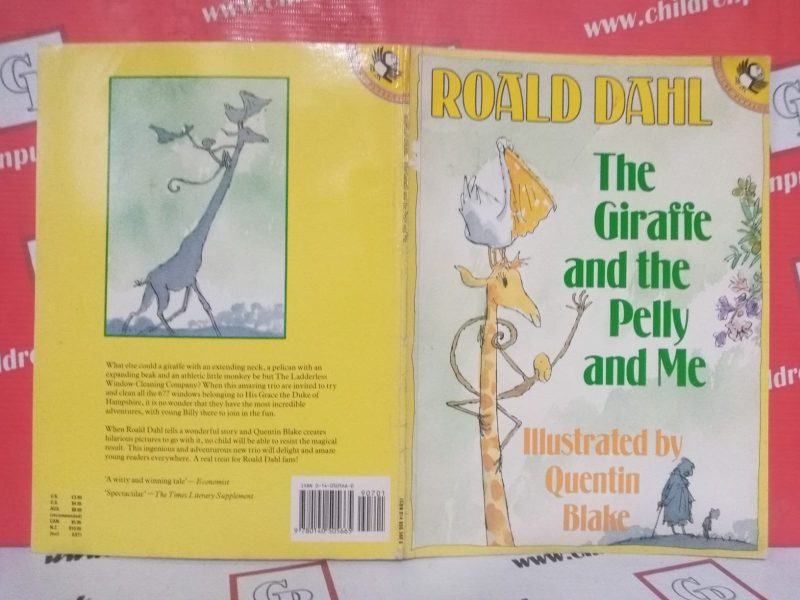 www.childrenpu
www.childrenpu
ROALD DAHL
The
Giraffe
and the
Pelly
and Me
Illustrated by
Quentin
Blake
What else could a giraffe with an extending neck, a pelican with an
expanding beak and an athletic little monkey be but The Ladderless
Window-Cleaning Company? When this amazing trio are invited to try
and clean all the 677 windows belonging to His Grace the Duke of
Hampshire, it is no wonder that they have the most incredible
adventures, with young Billy there to join in the fun.
When Roald Dahl tells a wonderful story and Quentin Blake creates
hilarious pictures to go with it, no child will be able to resist the magical
result. This ingenious and adventurous new trio will delight and amaze
young readers everywhere. A real treat for Roald Dahl fans!
'A witty and winning tale' — Economist
'Spectacular' — The Times Literary Supplement
U.K.
U.S.
AUS.
(recommended)
CAN.
N.Z.
90701